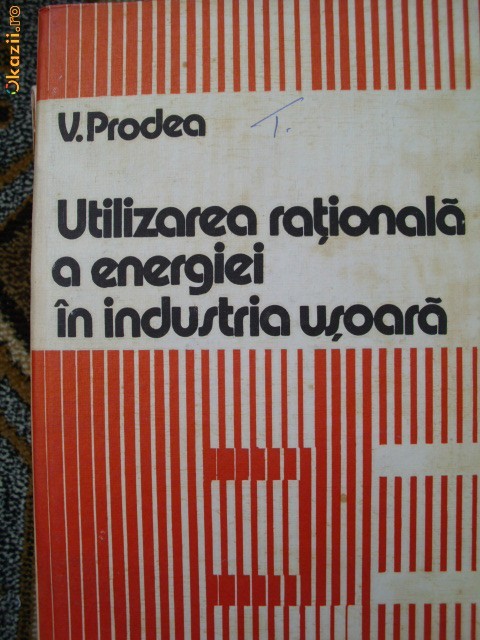 Okazii.ro
V. Prodea
T.
Utilizarea raţională
a energiei
în industria uşoară